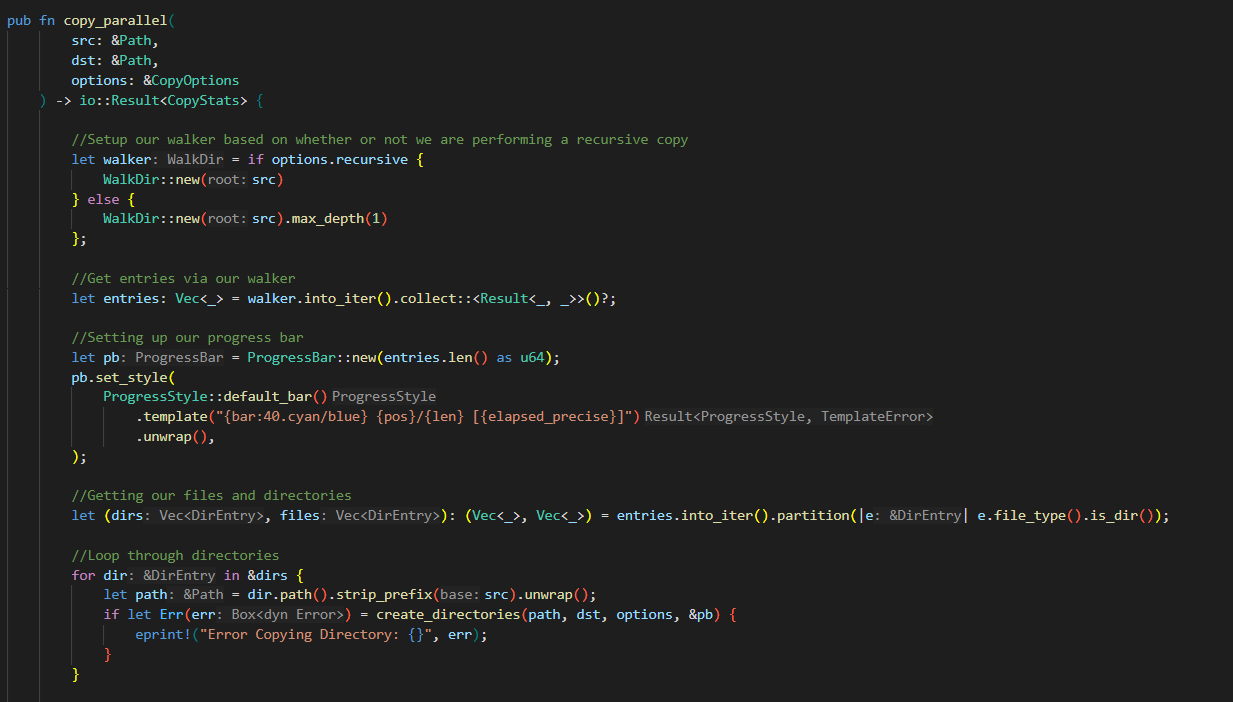 pub fn copy_parallel(
src: &Path,
dst: &Path,
options: &CopyOptions
) -> io::Result<CopyStats> {
//Setup our walker based on whether or not we are performing a recursive copy
let walker: WalkDir = if options.recursive {
WalkDir::new(root: src)
} else {
WalkDir::new(root: src).max_depth(1)
};
//Get entries via our walker
let entries: Vec<_> = walker.into_iter().collect::<Result<_, _>>()?;
//Setting up our progress bar
let pb: ProgressBar = ProgressBar::new(entries.len() as u64);
pb.set_style(
ProgressStyle::default_bar() ProgressStyle
.template("{bar:40.cyan/blue} {pos}/{len} [{elapsed_precise}]") Result<ProgressStyle, TemplateError>
.unwrap(),
);
//Getting our files and directories
let (dirs: Vec<DirEntry>, files: Vec<DirEntry>): (Vec<_>, Vec<_>) = entries.into_iter().partition(|e: &DirEntry| e.file_type().is_dir());
//Loop through directories
for dir: &DirEntry in &dirs {
let path: &Path = dir.path().strip_prefix(base: src).unwrap();
if let Err(err: Box<dyn Error>) = create_directories(path, dst, options, &pb) {
eprint!("Error Copying Directory: {}", err);
}
}